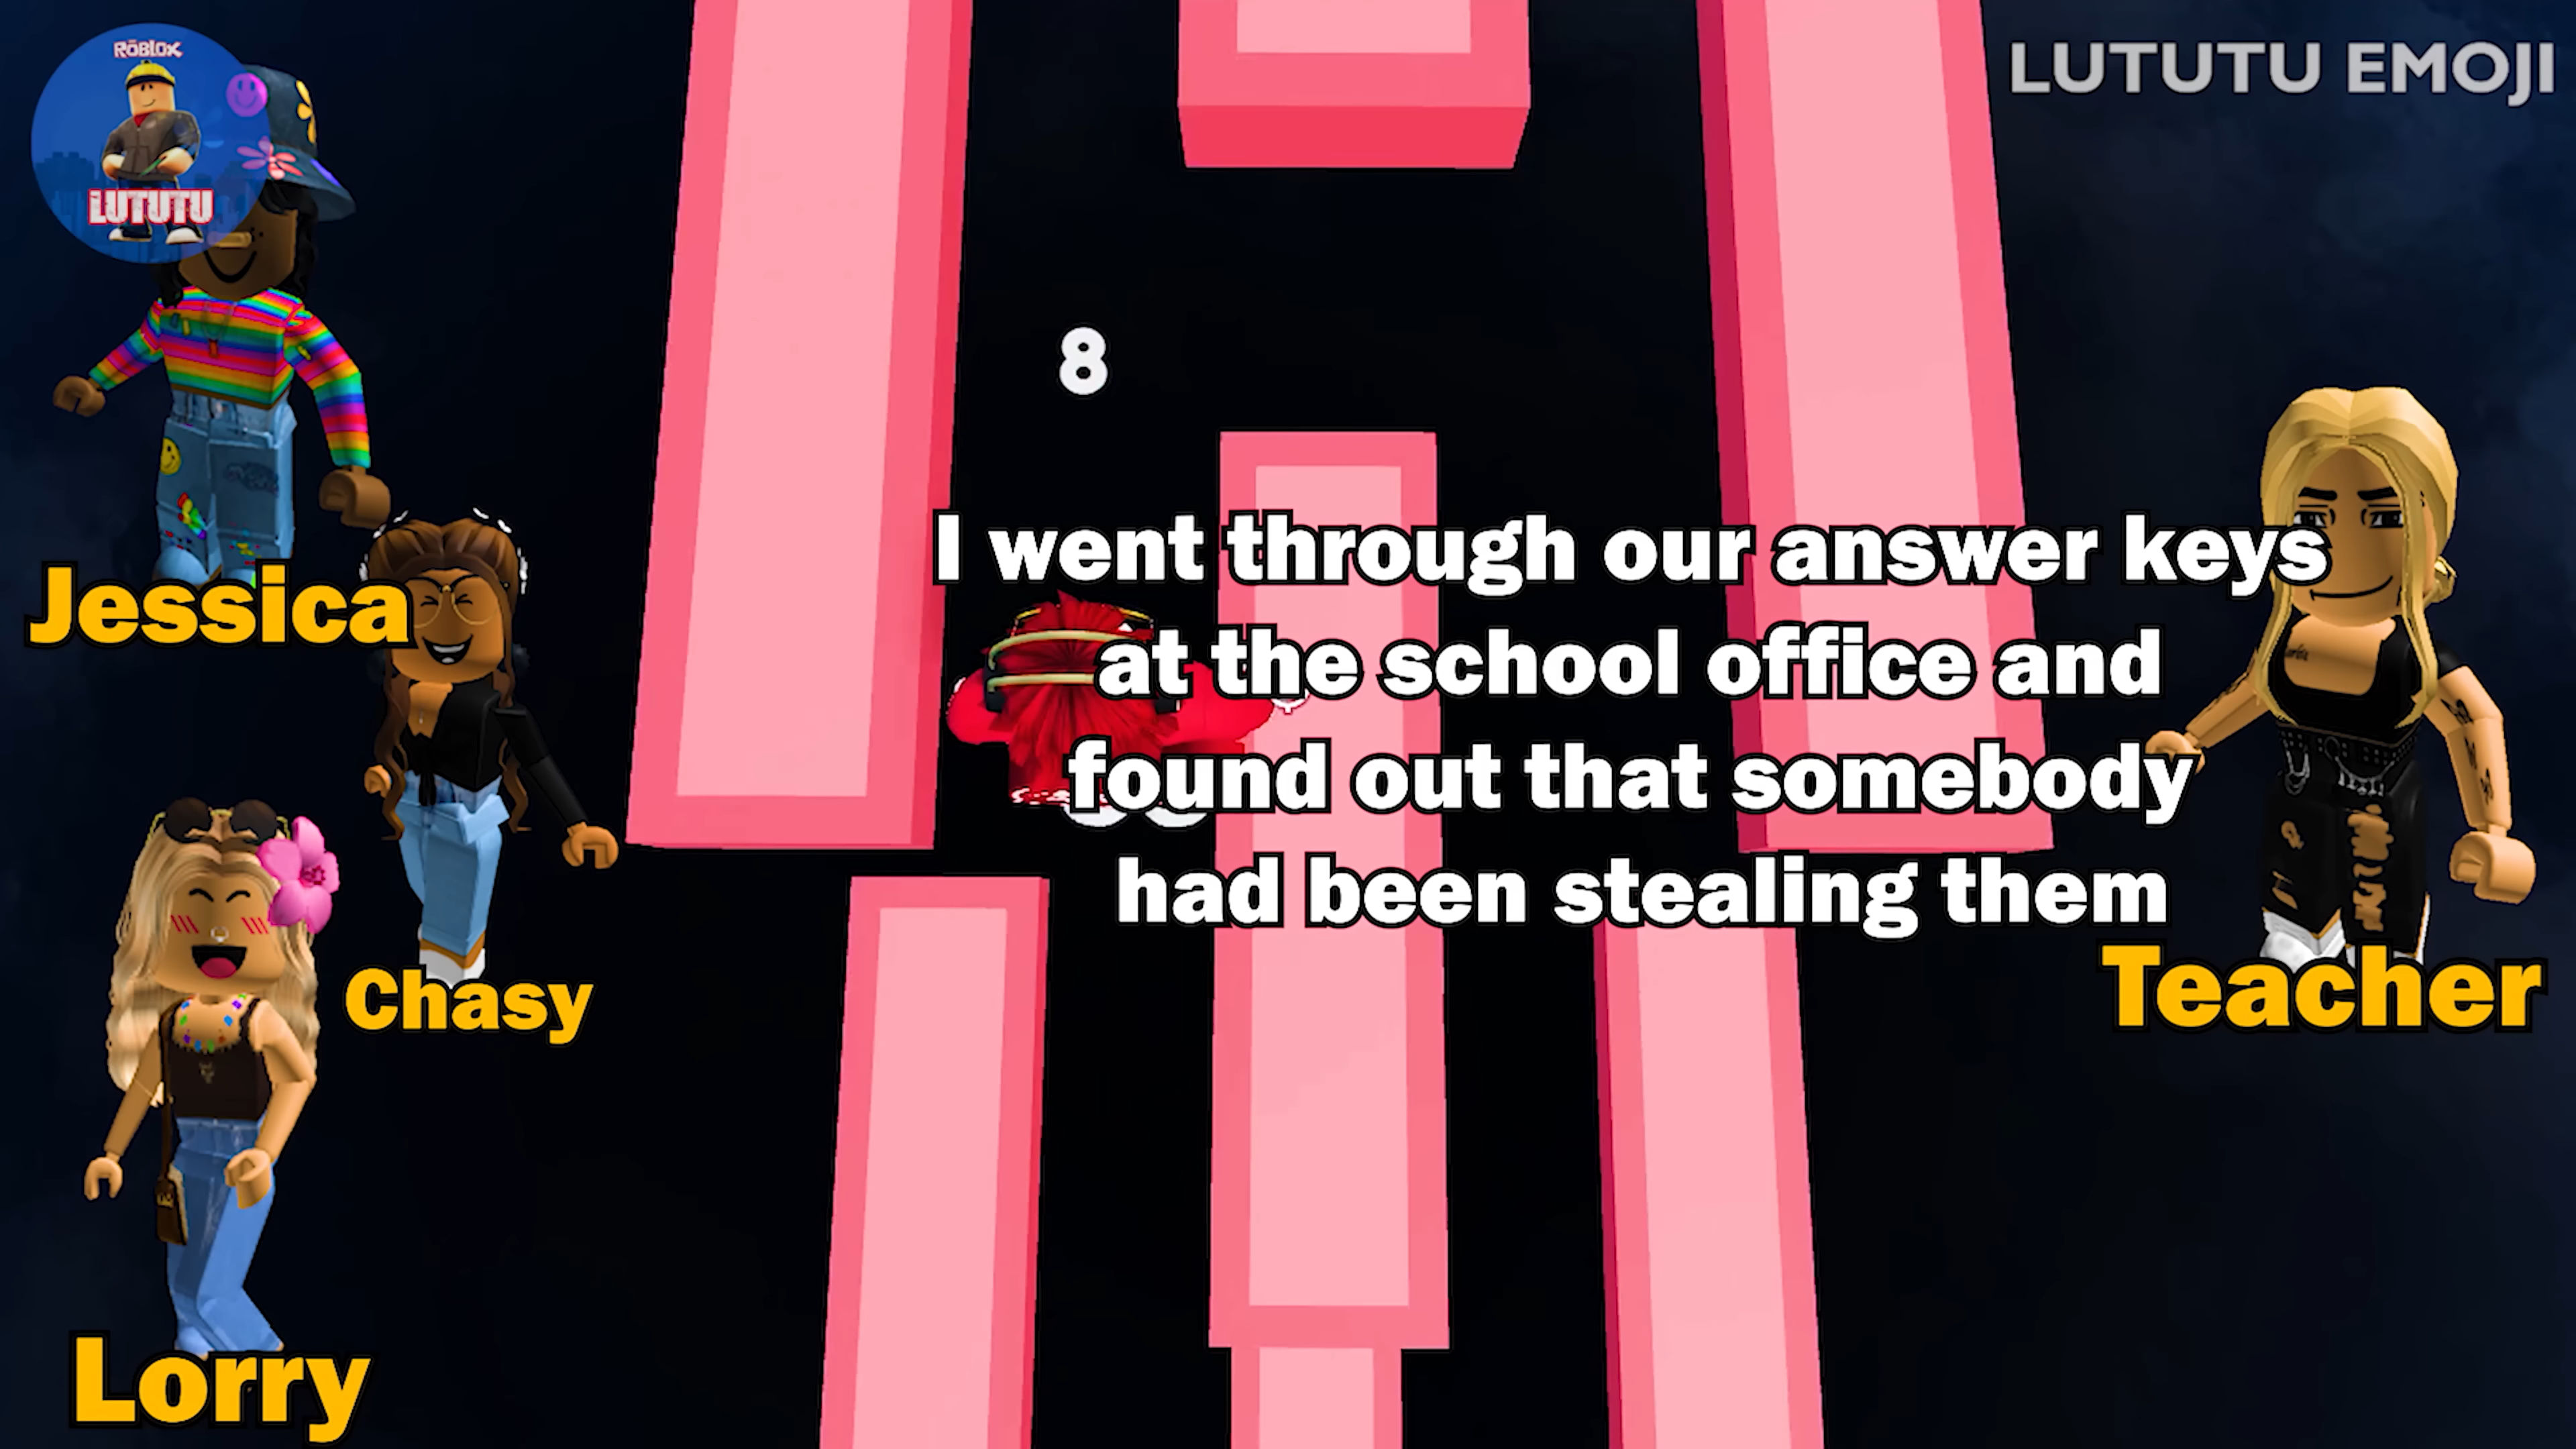 RŌBLOX
LUTUTU
LUTUTU EMOJI
8
Jessica
I went through our answer keys
at the school office and
found out that somebody
had been stealing them
Chasy
Teacher
Lorry